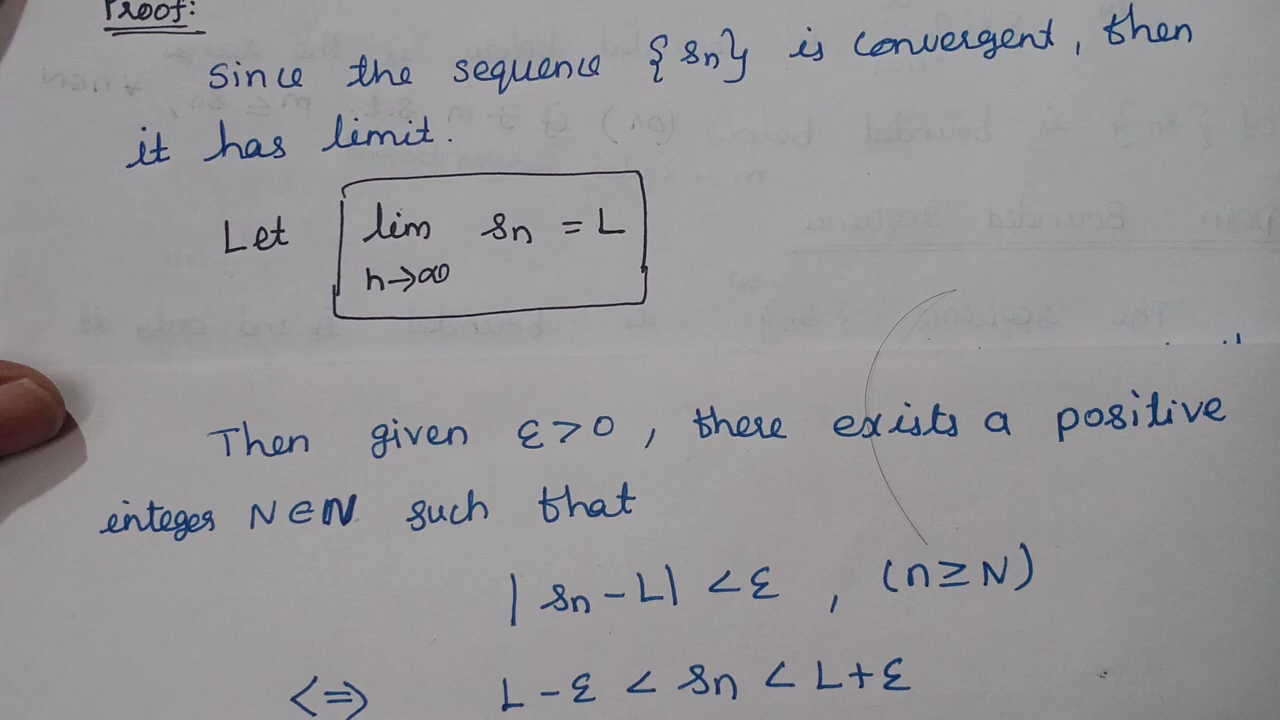 Proof:
Since the sequence {sn} is convergent, then
it has limit.
Let lim sn = L
n→∞
Then given ε>0, there exists a positive
integer N∈ℕ such that
|sn-L| <ε, (n≥N)
<=> L-ε < sn < L+ε